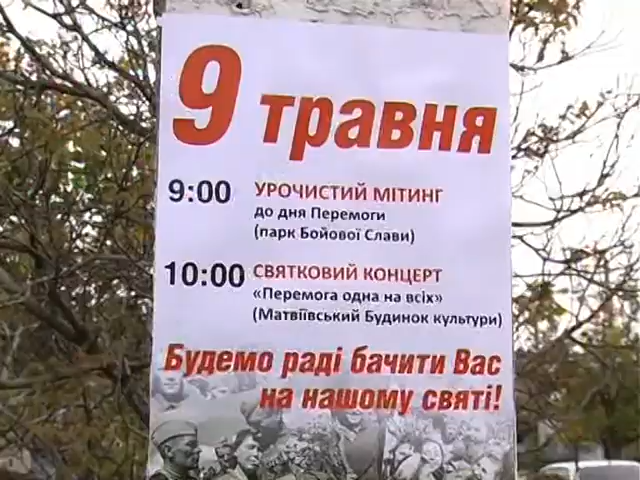 9 травня
9:00 УРОЧИСТИЙ МІТИНГ
до дня Перемоги
(парк Бойової Слави)
10:00 СВЯТКОВИЙ КОНЦЕРТ
«Перемога одна на всіх»
(Матвіївський Будинок культури)
Будемо раді бачити Вас
на нашому святі!